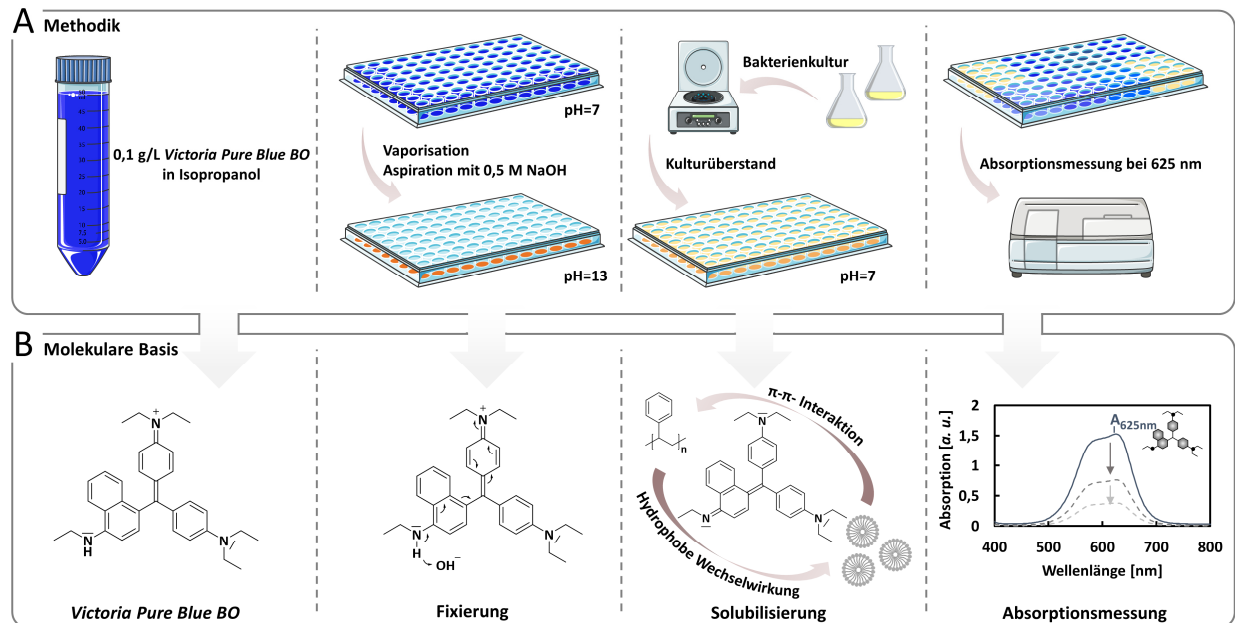 A Methodik
0,1 g/L Victoria Pure Blue BO
in Isopropanol
pH=7
Vaporisation
Aspiration mit 0,5 M NaOH
pH=13
Bakterienkultur
Kulturüberstand
pH=7
Absorptionsmessung bei 625 nm
B Molekulare Basis
N
+
N
H
N
Victoria Pure Blue BO
N
+
N
H
OH⁻
N
Fixierung
n
π-π- Interaktion
N
N
N
Hydrophobe Wechselwirkung
Solubilisierung
Absorption [a. u.]
2
1,5
1
0,5
0
A625nm
400 500 600 700 800
Wellenlänge [nm]
Absorptionsmessung